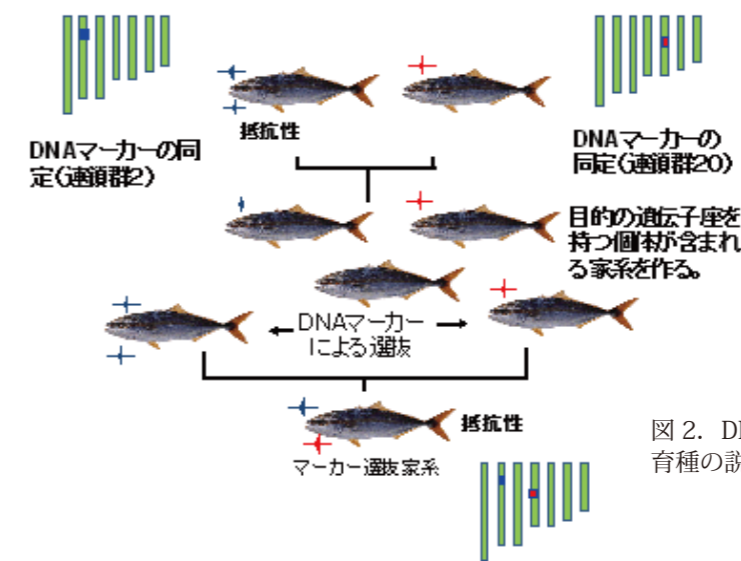 抵抗性
DNAマーカーの同
定(連鎖群2)
DNAマーカーの
同定(連鎖群20)
目的の遺伝子座を
持つ個体が含まれ
る家系を作る。
DNAマーカー
による選抜
抵抗性
マーカー選抜家系
図 2. D
育種の説